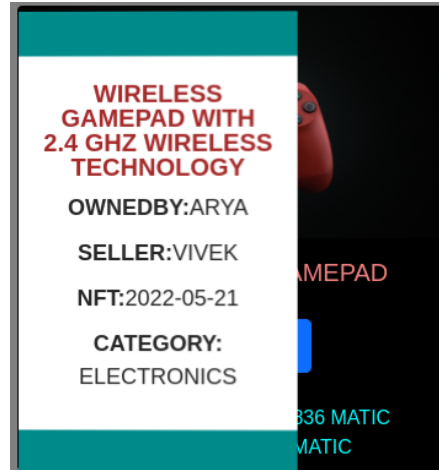 WIRELESS
GAMEPAD WITH
2.4 GHZ WIRELESS
TECHNOLOGY
OWNEDBY:ARYA
SELLER:VIVEK
NFT:2022-05-21
CATEGORY:
ELECTRONICS
AMEPAD
336 MATIC
MATIC